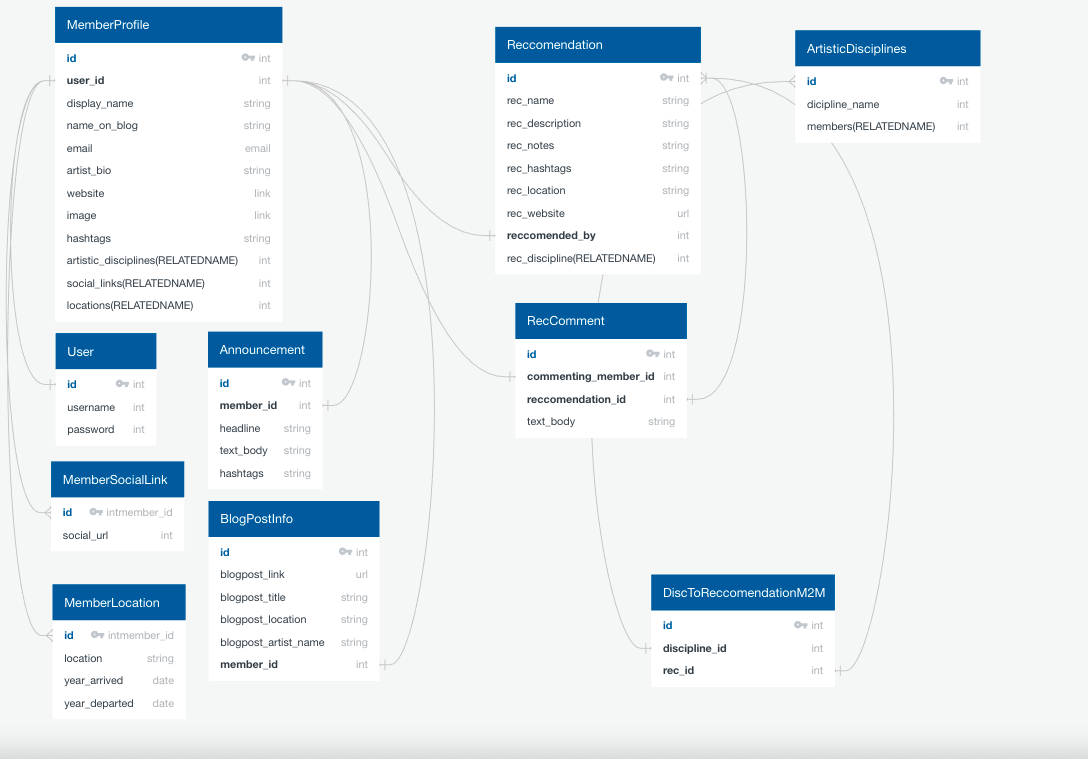 MemberProfile
id int
user_id int
display_name string
name_on_blog string
email email
artist_bio string
website link
image link
hashtags string
artistic_disciplines(RELATEDNAME) int
social_links(RELATEDNAME) int
locations(RELATEDNAME) int
User
id int
username int
password int
MemberSocialLink
id intmember_id
social_url int
MemberLocation
id intmember_id
location string
year_arrived date
year_departed date
Announcement
id int
member_id int
headline string
text_body string
hashtags string
BlogPostInfo
id int
blogpost_link url
blogpost_title string
blogpost_location string
blogpost_artist_name string
member_id int
Reccomendation
id int
rec_name string
rec_description string
rec_notes string
rec_hashtags string
rec_location string
rec_website url
reccomended_by int
rec_discipline(RELATEDNAME) int
RecComment
id int
commenting_member_id int
reccomendation_id int
text_body string
ArtisticDisciplines
id int
dicipline_name int
members(RELATEDNAME) int
DiscToReccomendationM2M
id int
discipline_id int
rec_id int